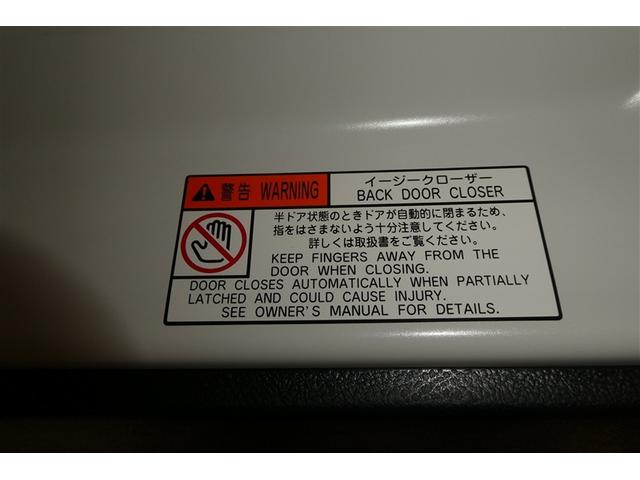 警告 WARNING
イージークローザー
BACK DOOR CLOSER
半ドア状態のときドアが自動的に閉まるため、
指をはさまないよう十分注意してください。
詳しくは取扱書をご覧ください。
KEEP FINGERS AWAY FROM THE
DOOR WHEN CLOSING.
DOOR CLOSES AUTOMATICALLY WHEN PARTIALLY
LATCHED AND COULD CAUSE INJURY.
SEE OWNER'S MANUAL FOR DETAILS.